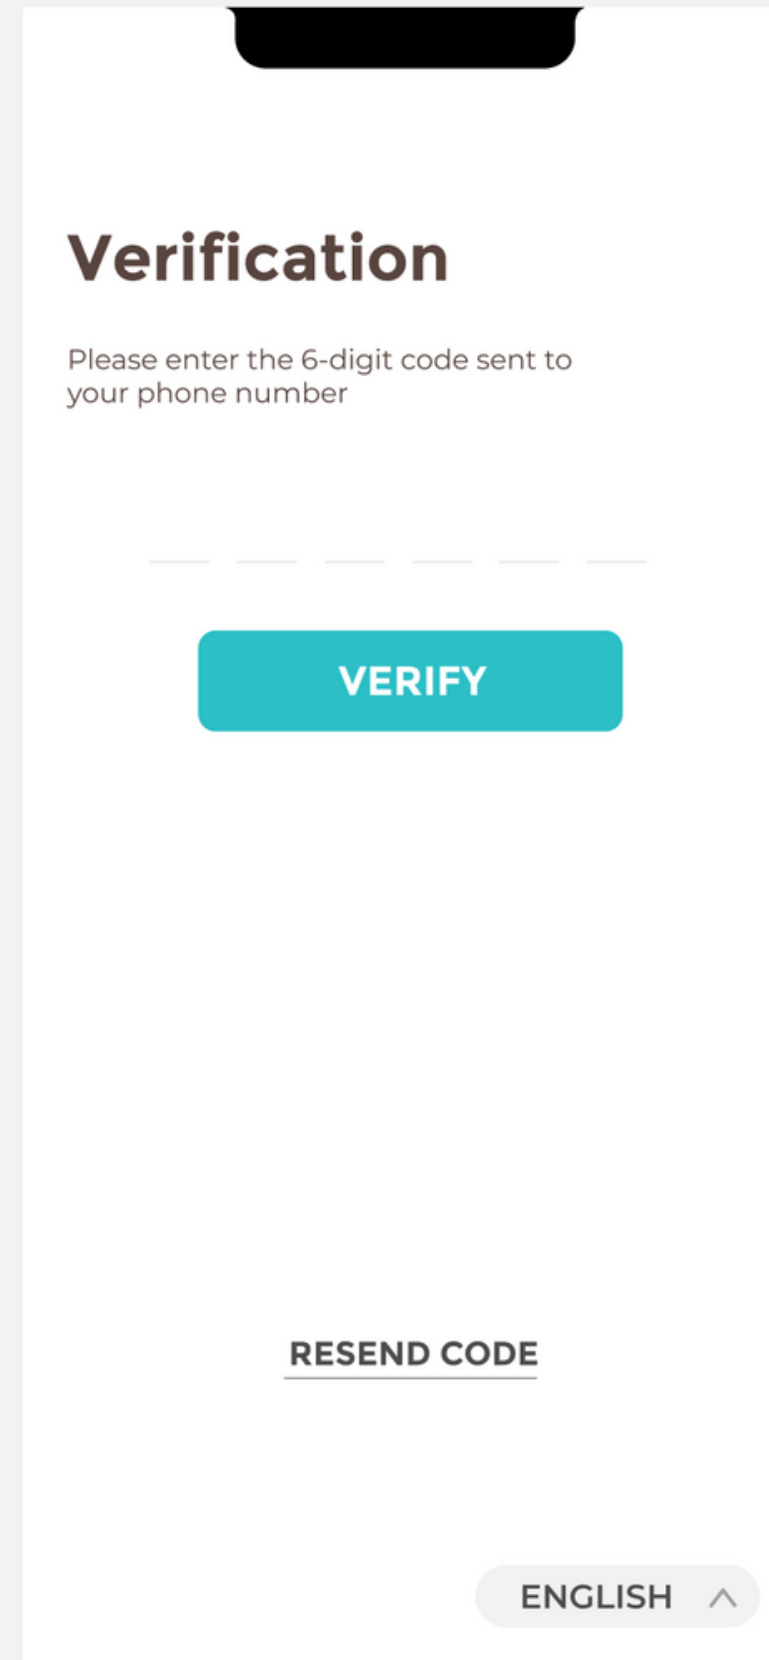 Verification
Please enter the 6-digit code sent to
your phone number
VERIFY
RESEND CODE
ENGLISH